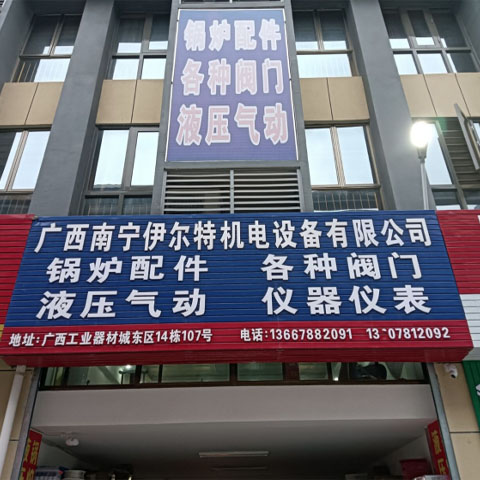 锅炉配件
各种阀门
液压气动
广西南宁伊尔特机电设备有限公司
锅炉配件 各种阀门
液压气动 仪器仪表
地址:广西工业器材城东区14栋107号 电话:13667882091